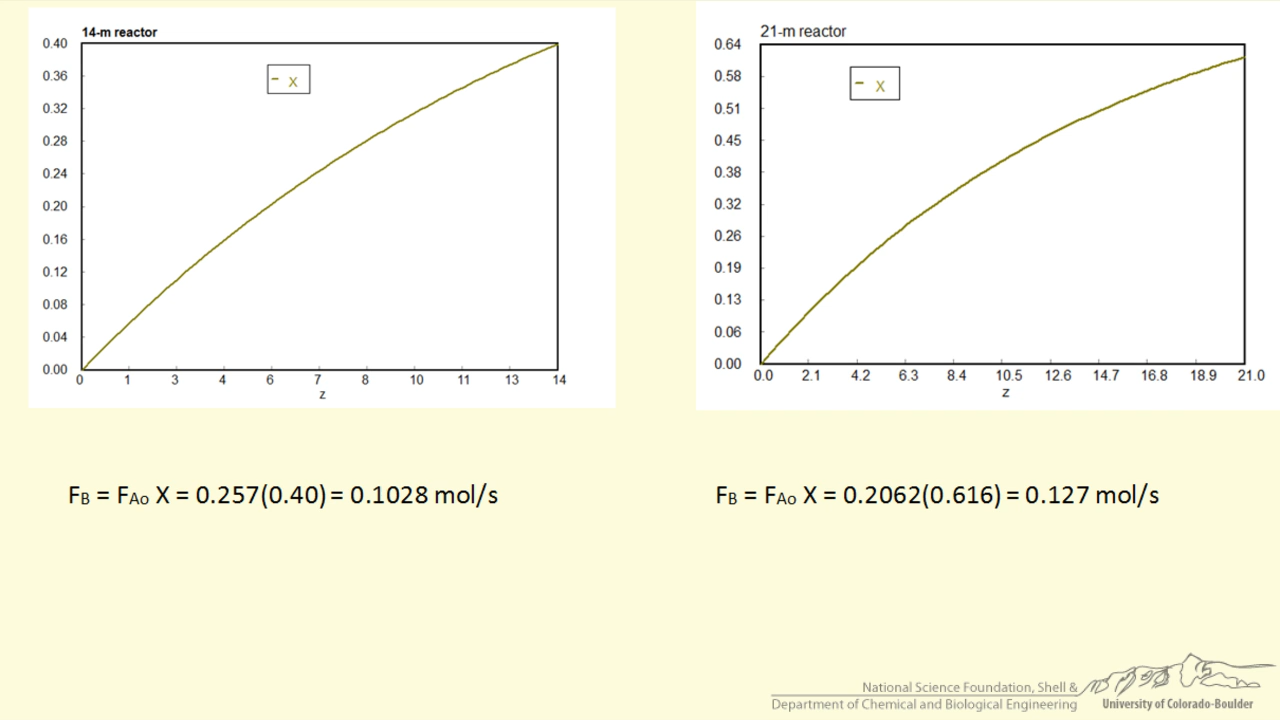 14-m reactor
0.40
0.36
0.32
0.28
0.24
0.20
0.16
0.12
0.08
0.04
0.00
X
0 1 3 4 6 7 8 10 11 13 14
z
21-m reactor
0.64
0.58
0.51
0.45
0.38
0.32
0.26
0.19
0.13
0.06
0.00
X
0.0 2.1 4.2 6.3 8.4 10.5 12.6 14.7 16.8 18.9 21.0
z
FB = FAo X = 0.257(0.40) = 0.1028 mol/s
FB = FAo X = 0.2062(0.616) = 0.127 mol/s
National Science Foundation, Shell &
Department of Chemical and Biological Engineering
University of Colorado-Boulder